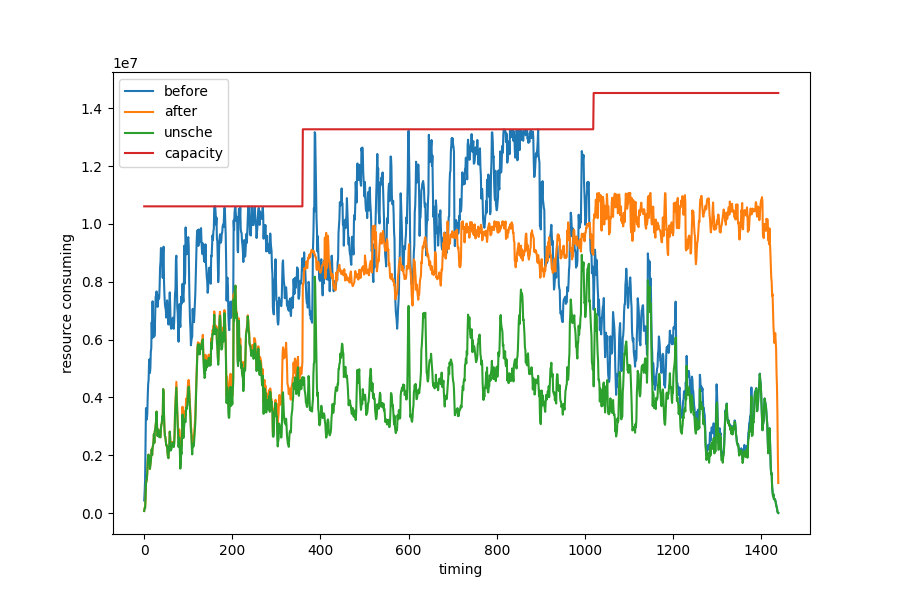 1e7
before
after
unsche
capacity
1.4
1.2
1.0
0.8
0.6
0.4
0.2
0.0
resource consuming
0 200 400 600 800 1000 1200 1400
timing